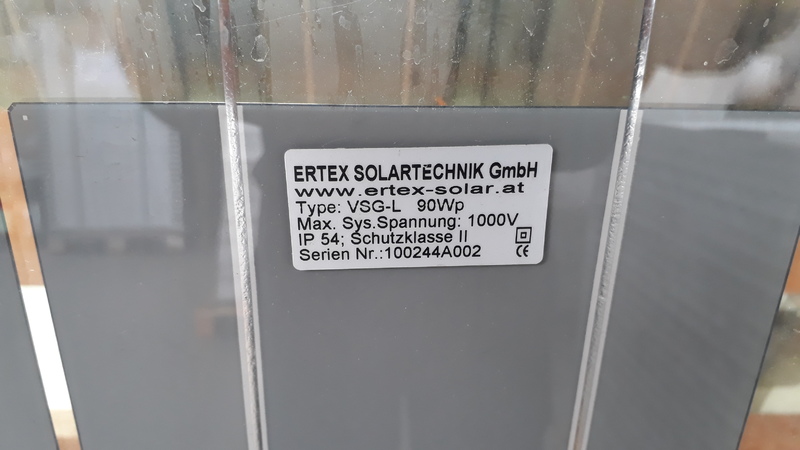 ERTEX SOLARTECHNIK GmbH
www.ertex-solar.at
Type: VSG-L 90Wp
Max. Sys.Spannung: 1000V
IP 54; Schutzklasse II
Serien Nr.:100244A002 CE